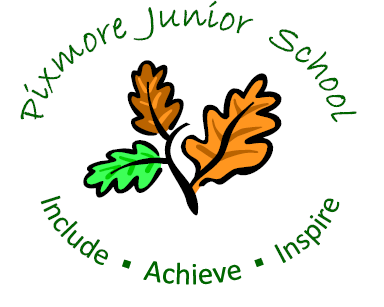 Pixmore Junior School
Include ▪ Achieve ▪ Inspire